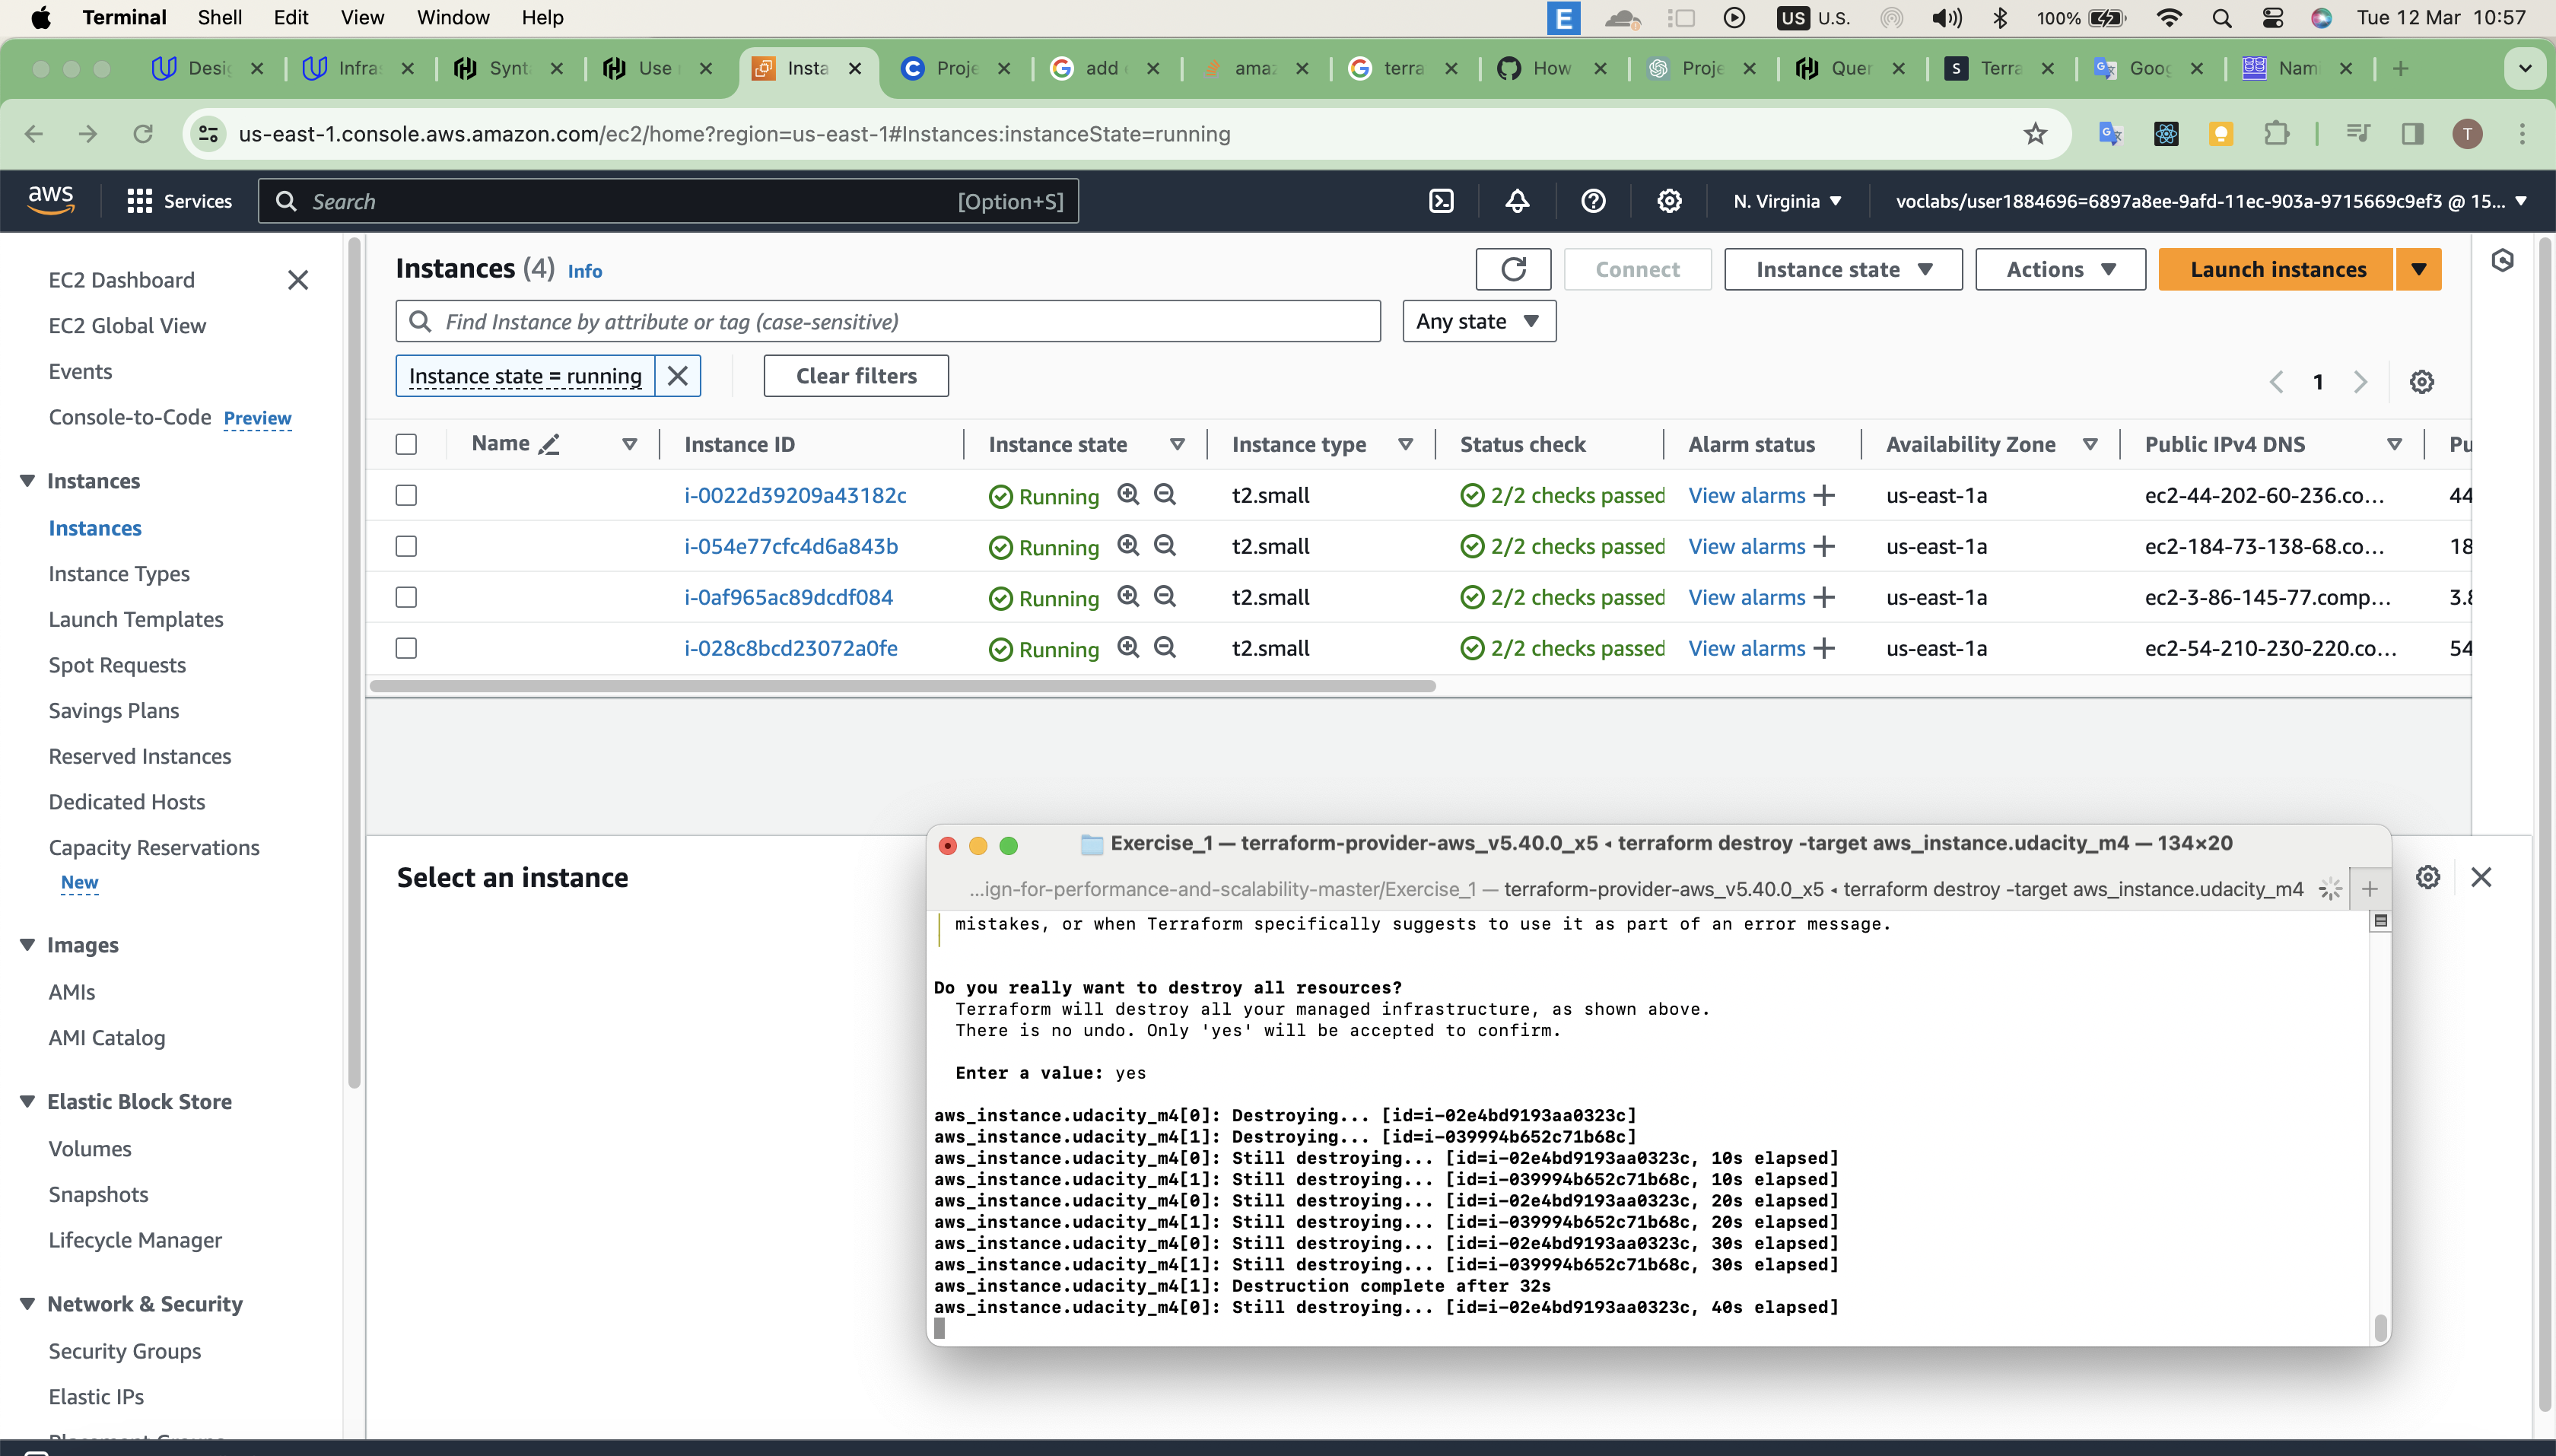 Terminal Shell Edit View Window Help E US U.S. 100% Tue 12 Mar 10:57
Desi Infra Synt Use Insta Proje add amaz terra How Proje Quer Terra Goog Nam
us-east-1.console.aws.amazon.com/ec2/home?region=us-east-1#Instances:instanceState=running T
aws Services Search [Option+S] N. Virginia voclabs/user1884696=6897a8ee-9afd-11ec-903a-9715669c9ef3 @ 15...
EC2 Dashboard
EC2 Global View
Events
Console-to-Code Preview
Instances
Instances
Instance Types
Launch Templates
Spot Requests
Savings Plans
Reserved Instances
Dedicated Hosts
Capacity Reservations
New
Images
AMIs
AMI Catalog
Elastic Block Store
Volumes
Snapshots
Lifecycle Manager
Network & Security
Security Groups
Elastic IPs
Instances (4) Info Connect Instance state Actions Launch instances
Find Instance by attribute or tag (case-sensitive) Any state
Instance state = running Clear filters 1
Name Instance ID Instance state Instance type Status check Alarm status Availability Zone Public IPv4 DNS Pu
i-0022d39209a43182c Running t2.small 2/2 checks passed View alarms us-east-1a ec2-44-202-60-236.co... 44
i-054e77cfc4d6a843b Running t2.small 2/2 checks passed View alarms us-east-1a ec2-184-73-138-68.co... 18
i-0af965ac89dcdf084 Running t2.small 2/2 checks passed View alarms us-east-1a ec2-3-86-145-77.comp... 3.8
i-028c8bcd23072a0fe Running t2.small 2/2 checks passed View alarms us-east-1a ec2-54-210-230-220.co... 54
Select an instance
Exercise_1 — terraform-provider-aws_v5.40.0_x5 ◂ terraform destroy -target aws_instance.udacity_m4 — 134×20
...ign-for-performance-and-scalability-master/Exercise_1 — terraform-provider-aws_v5.40.0_x5 ◂ terraform destroy -target aws_instance.udacity_m4
mistakes, or when Terraform specifically suggests to use it as part of an error message.
Do you really want to destroy all resources?
Terraform will destroy all your managed infrastructure, as shown above.
There is no undo. Only 'yes' will be accepted to confirm.
Enter a value: yes
aws_instance.udacity_m4[0]: Destroying... [id=i-02e4bd9193aa0323c]
aws_instance.udacity_m4[1]: Destroying... [id=i-039994b652c71b68c]
aws_instance.udacity_m4[0]: Still destroying... [id=i-02e4bd9193aa0323c, 10s elapsed]
aws_instance.udacity_m4[1]: Still destroying... [id=i-039994b652c71b68c, 10s elapsed]
aws_instance.udacity_m4[0]: Still destroying... [id=i-02e4bd9193aa0323c, 20s elapsed]
aws_instance.udacity_m4[1]: Still destroying... [id=i-039994b652c71b68c, 20s elapsed]
aws_instance.udacity_m4[0]: Still destroying... [id=i-02e4bd9193aa0323c, 30s elapsed]
aws_instance.udacity_m4[1]: Still destroying... [id=i-039994b652c71b68c, 30s elapsed]
aws_instance.udacity_m4[1]: Destruction complete after 32s
aws_instance.udacity_m4[0]: Still destroying... [id=i-02e4bd9193aa0323c, 40s elapsed]